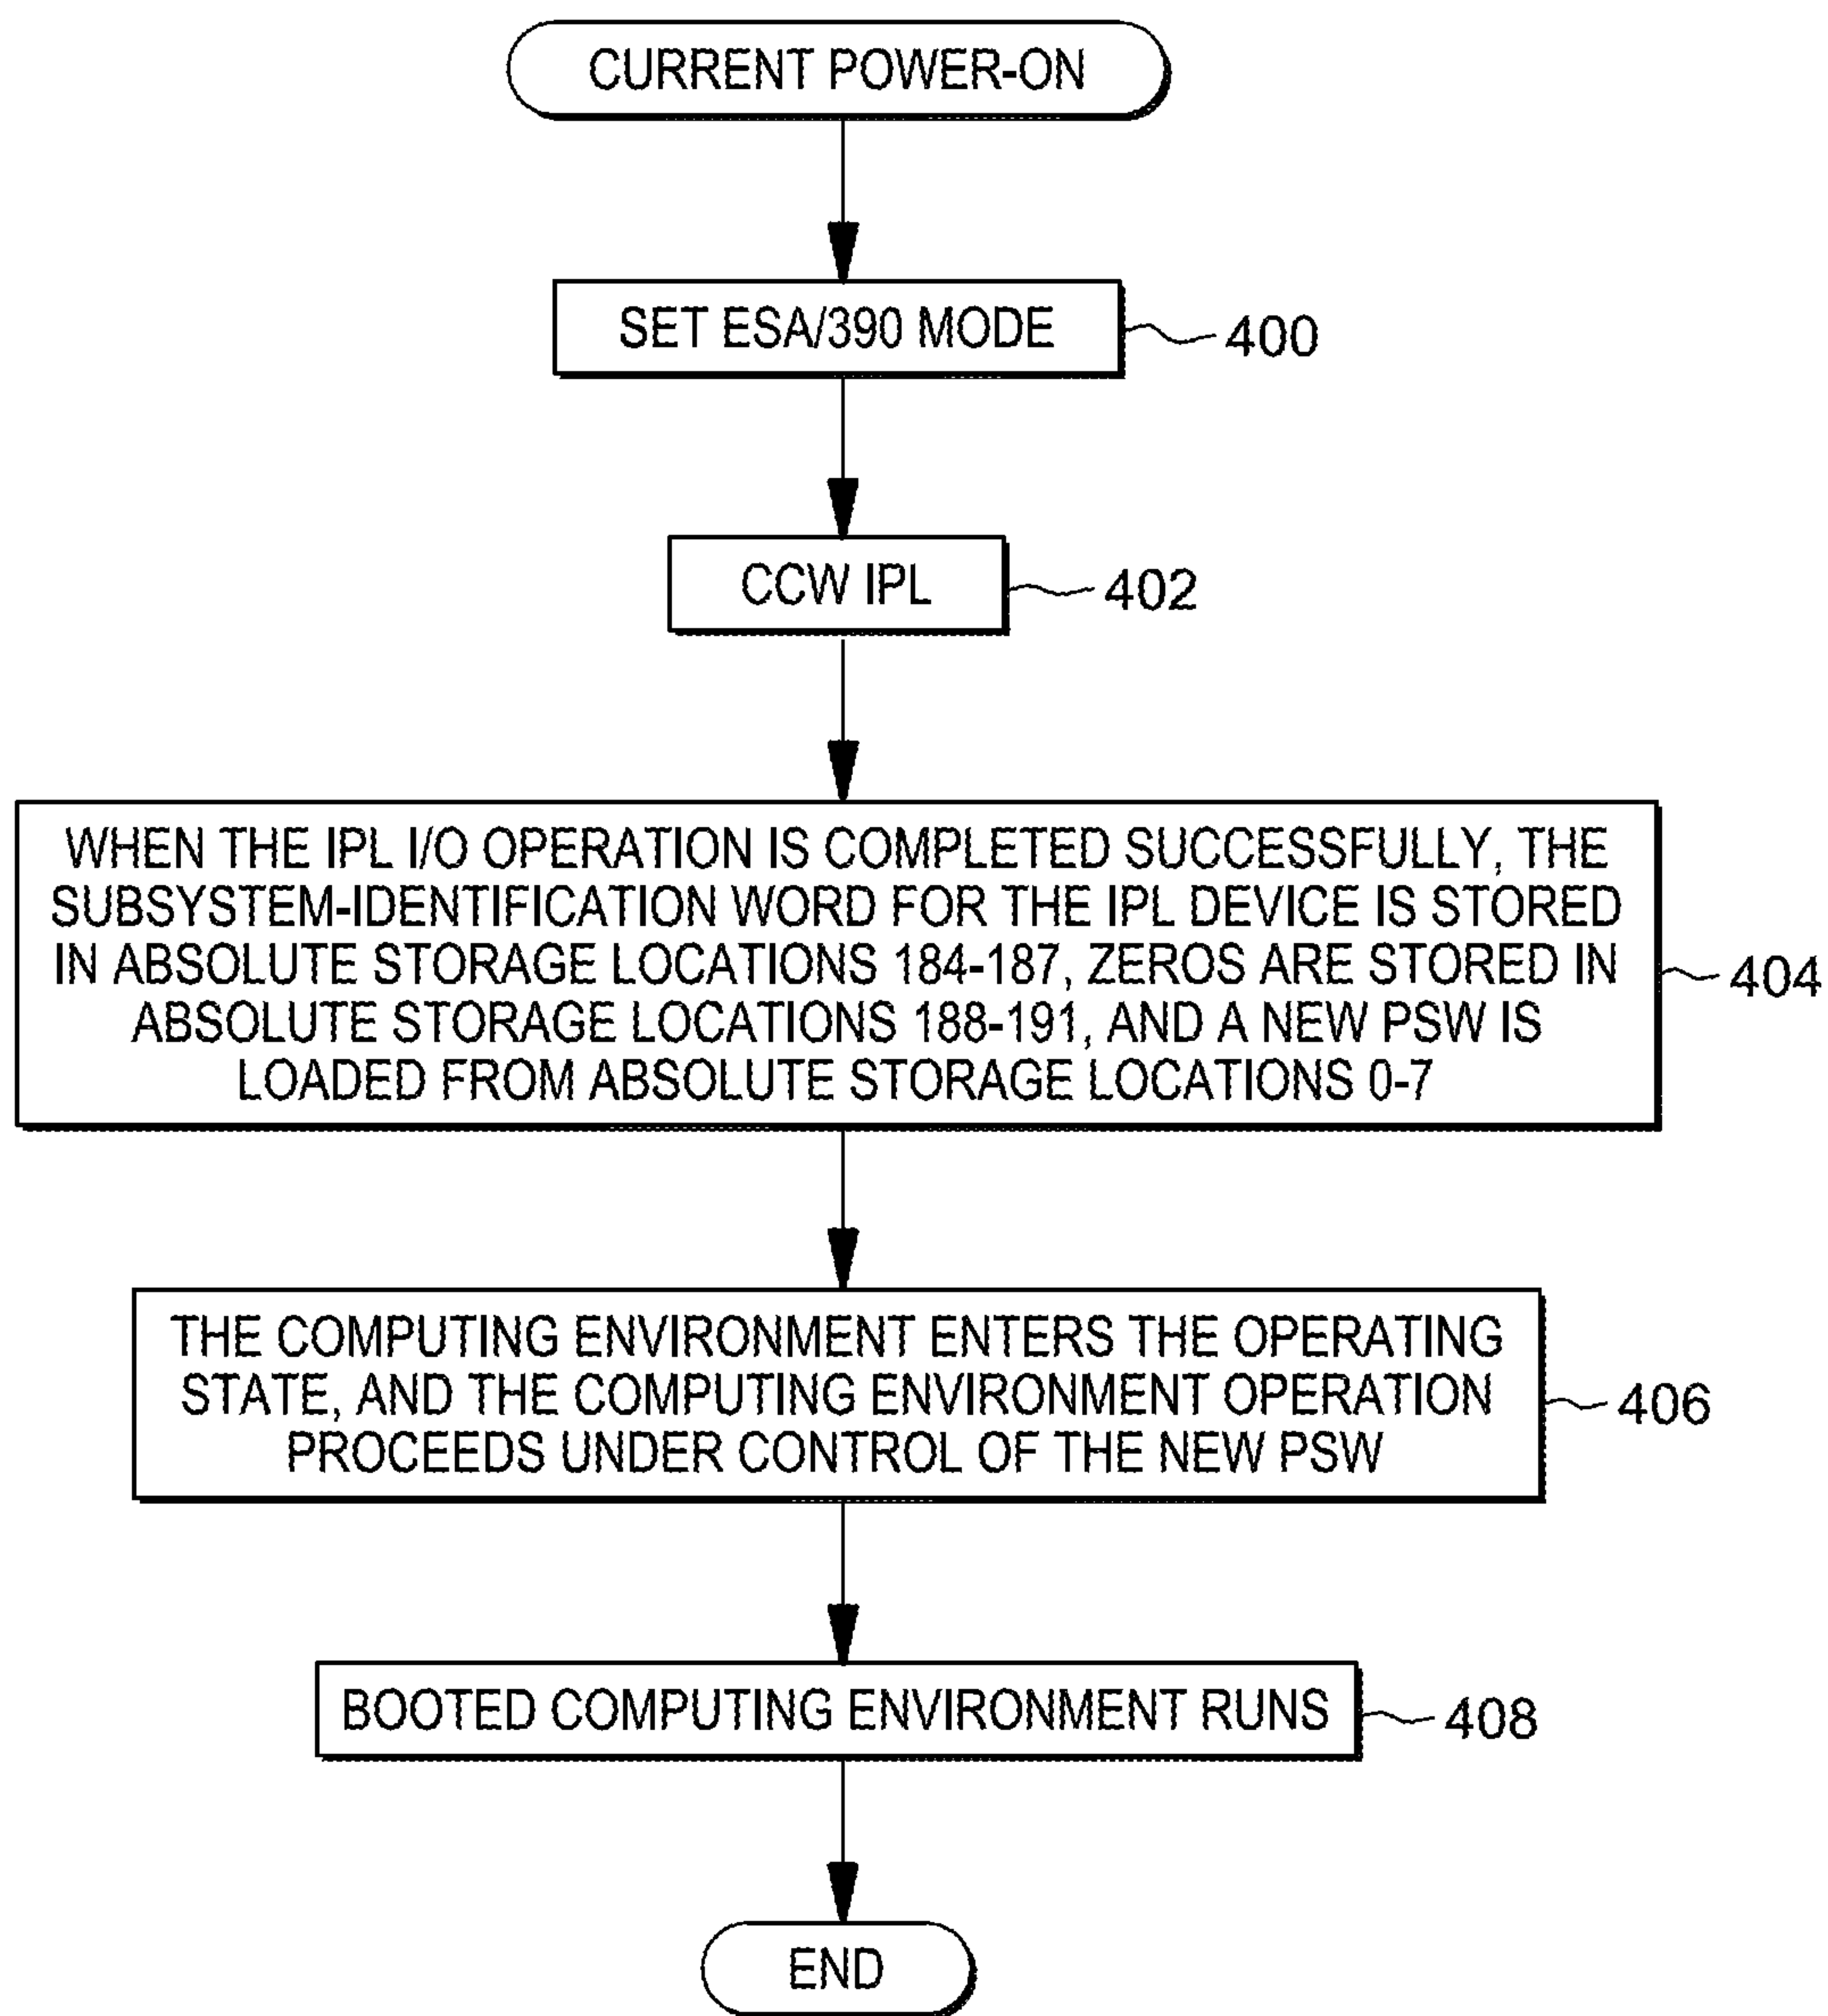 CURRENT POWER-ON
SET ESA/390 MODE
400
CCW IPL
402
WHEN THE IPL I/O OPERATION IS COMPLETED SUCCESSFULLY, THE
SUBSYSTEM-IDENTIFICATION WORD FOR THE IPL DEVICE IS STORED
IN ABSOLUTE STORAGE LOCATIONS 184-187, ZEROS ARE STORED IN
ABSOLUTE STORAGE LOCATIONS 188-191, AND A NEW PSW IS
LOADED FROM ABSOLUTE STORAGE LOCATIONS 0-7
404
THE COMPUTING ENVIRONMENT ENTERS THE OPERATING
STATE, AND THE COMPUTING ENVIRONMENT OPERATION
PROCEEDS UNDER CONTROL OF THE NEW PSW
406
BOOTED COMPUTING ENVIRONMENT RUNS
408
END